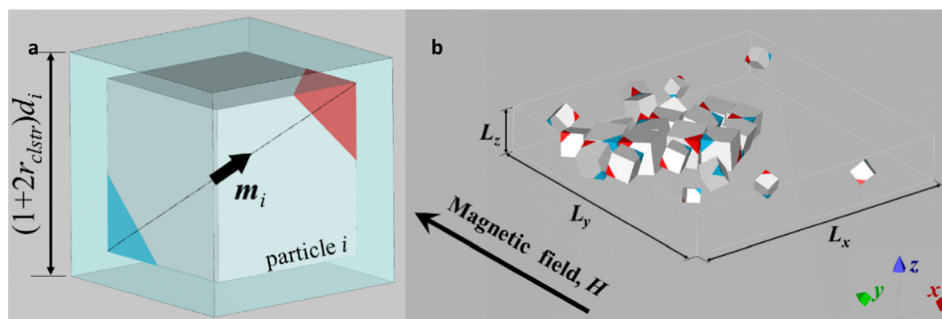 a
(1+2r_clstr)d_i
m_i
particle i
b
L_z
L_y
L_x
Magnetic field, H
z
y
x